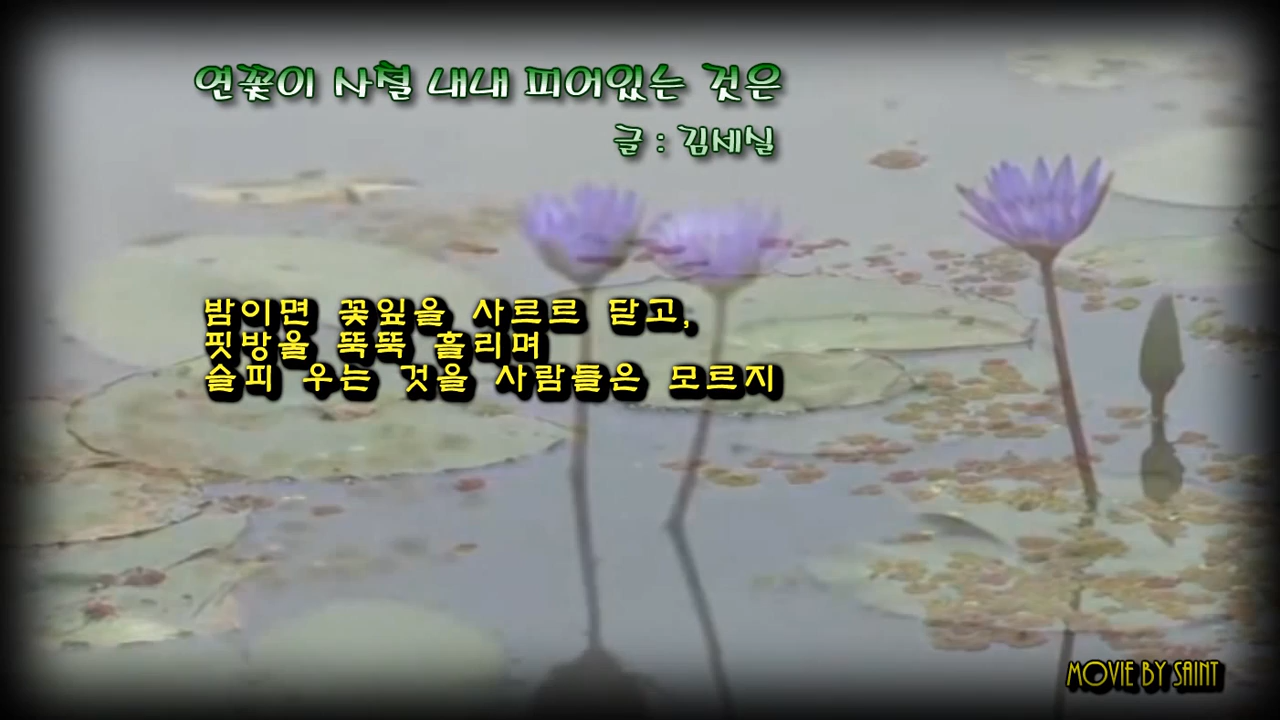 연꽃이 사철 내내 피어있는 것은
글 : 김세실
밤이면 꽃잎을 사르르 닫고,
핏방울 뚝뚝 흘리며
슬피 우는 것을 사람들은 모르지
MOVIE BY SAINT